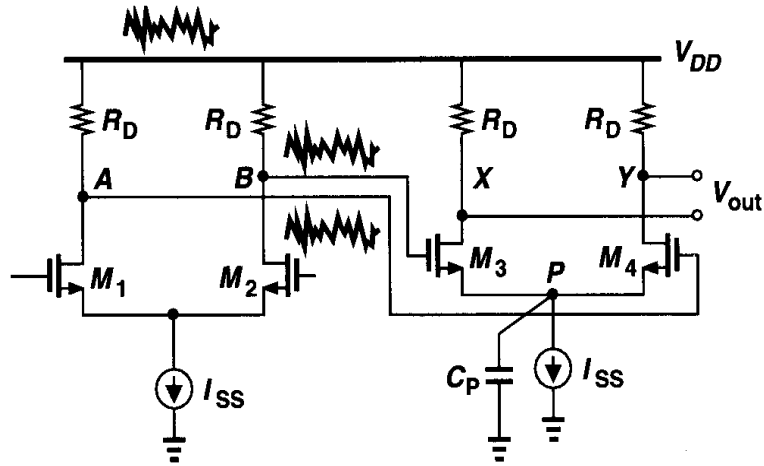 V_DD
R_D R_D R_D R_D
A B X Y
V_out
M_1 M_2 M_3 P M_4
I_SS C_P I_SS